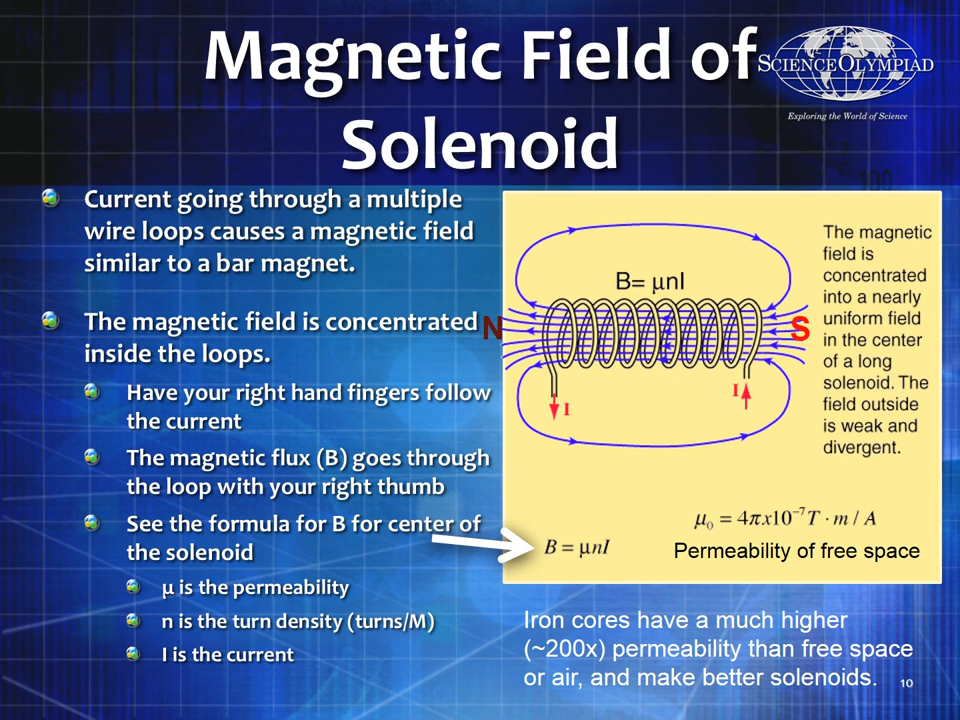 Magnetic Field of
Solenoid
SCIENCE OLYMPIAD
Exploring the World of Science
100
Current going through a multiple
wire loops causes a magnetic field
similar to a bar magnet.
The magnetic field is concentrated
inside the loops.
Have your right hand fingers follow
the current
The magnetic flux (B) goes through
the loop with your right thumb
See the formula for B for center of
the solenoid
µ is the permeability
n is the turn density (turns/M)
I is the current
B= µnI
N
S
I
I
The magnetic
field is
concentrated
into a nearly
uniform field
in the center
of a long
solenoid. The
field outside
is weak and
divergent.
B = µnI
µ₀ = 4πx10⁻⁷ T · m / A
Permeability of free space
Iron cores have a much higher
(~200x) permeability than free space
or air, and make better solenoids.
10